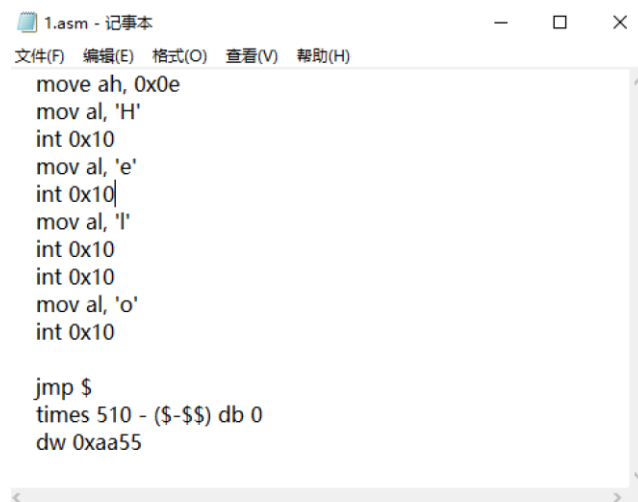 1.asm - 记事本
文件(F) 编辑(E) 格式(O) 查看(V) 帮助(H)
move ah, 0x0e
mov al, 'H'
int 0x10
mov al, 'e'
int 0x10
mov al, 'l'
int 0x10
int 0x10
mov al, 'o'
int 0x10
jmp $
times 510 - ($-$$) db 0
dw 0xaa55